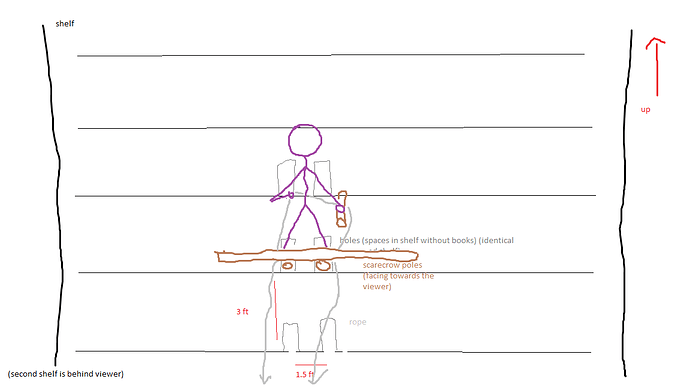 shelf
up
holes (spaces in shelf without books) (identical
scarecrow poles
(facing towards the
viewer)
3 ft
rope
(second shelf is behind viewer)
1.5 ft